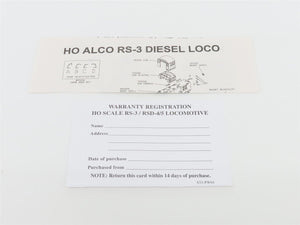 HO ALCO RS-3 DIESEL LOCO
WARRANTY REGISTRATION
HO SCALE RS-3 / RSD-4/5 LOCOMOTIVE
Name
Address
Date of purchase
Purchased from
NOTE: Return this card within 14 days of purchase.